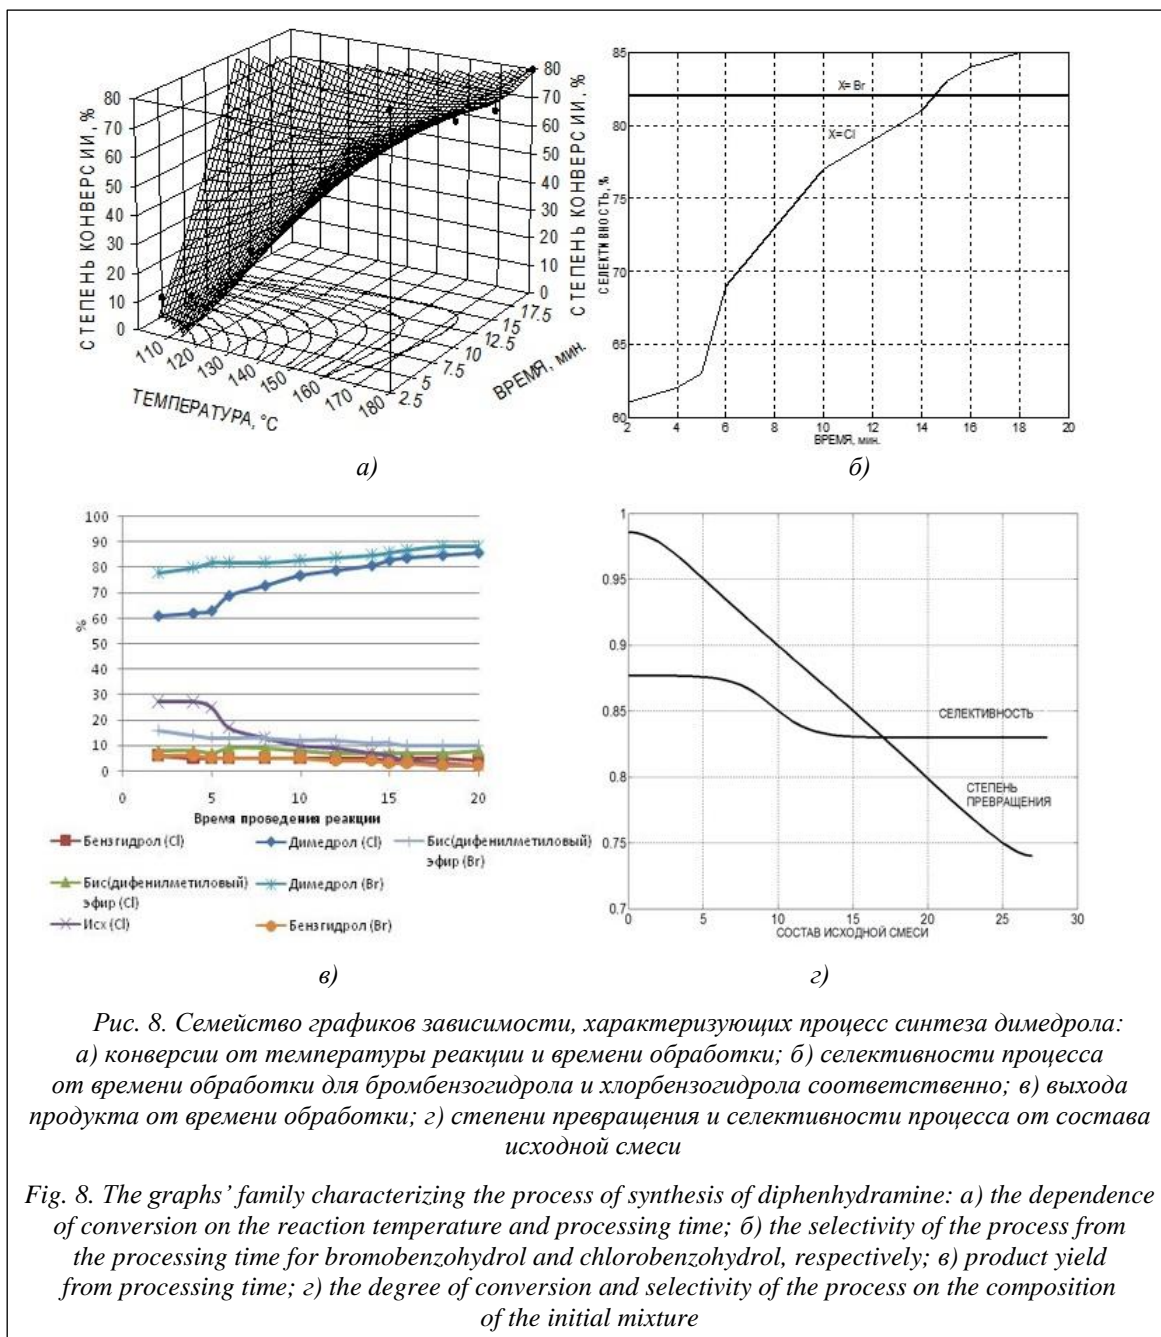 СТЕПЕНЬ КОНВЕРСИИ, %
80
70
60
50
40
30
20
10
0
110
120
130
140
150
160
170
180
ТЕМПЕРАТУРА, °С
2.5
5
7.5
10
12.5
15
17.5
ВРЕМЯ, мин.
80
70
60
50
40
30
20
10
0
СТЕПЕНЬ КОНВЕРСИИ, %
а)
СЕЛЕКТИВНОСТЬ, %
85
80
75
70
65
60
X= Br
X= Cl
2 4 6 8 10 12 14 16 18 20
ВРЕМЯ, мин.
б)
%
100
90
80
70
60
50
40
30
20
10
0
0 5 10 15 20
Время проведения реакции
Бензгидрол (Cl)
Димедрол (Cl)
Бис(дифенилметиловый)
эфир (Br)
Бис(дифенилметиловый)
эфир (Cl)
Димедрол (Br)
Исх (Cl)
Бензгидрол (Br)
в)
1
0.95
0.9
0.85
0.8
0.75
0.7
СЕЛЕКТИВНОСТЬ
СТЕПЕНЬ
ПРЕВРАЩЕНИЯ
0 5 10 15 20 25 30
СОСТАВ ИСХОДНОЙ СМЕСИ
г)
Рис. 8. Семейство графиков зависимости, характеризующих процесс синтеза димедрола:
а) конверсии от температуры реакции и времени обработки; б) селективности процесса
от времени обработки для бромбензогидрола и хлорбензогидрола соответственно; в) выхода
продукта от времени обработки; г) степени превращения и селективности процесса от состава
исходной смеси
Fig. 8. The graphs’ family characterizing the process of synthesis of diphenhydramine: а) the dependence
of conversion on the reaction temperature and processing time; б) the selectivity of the process from
the processing time for bromobenzohydrol and chlorobenzohydrol, respectively; в) product yield
from processing time; г) the degree of conversion and selectivity of the process on the composition
of the initial mixture